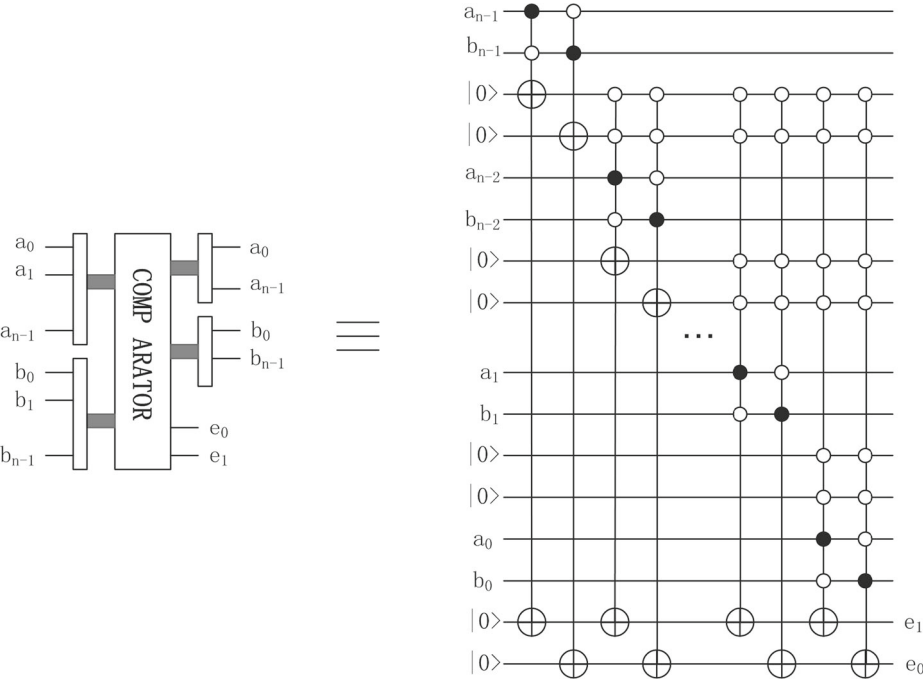 a₀
a₁
aₙ₋₁
b₀
b₁
bₙ₋₁
COMP ARATOR
a₀
aₙ₋₁
b₀
bₙ₋₁
e₀
e₁
≡
aₙ₋₁
bₙ₋₁
|0>
|0>
aₙ₋₂
bₙ₋₂
|0>
|0>
...
a₁
b₁
|0>
|0>
a₀
b₀
|0> e₁
|0> e₀